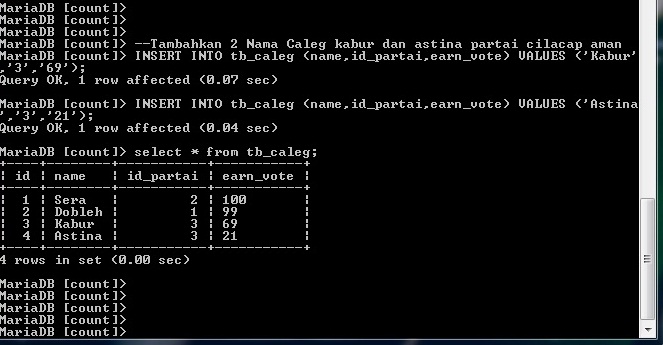 MariaDB [count]>
MariaDB [count]>
MariaDB [count]>
MariaDB [count]> --Tambahkan 2 Nama Caleg kabur dan astina partai cilacap aman
MariaDB [count]> INSERT INTO tb_caleg (name,id_partai,earn_vote) VALUES ('Kabur'
,'3','69');
Query OK, 1 row affected (0.07 sec)
MariaDB [count]> INSERT INTO tb_caleg (name,id_partai,earn_vote) VALUES ('Astina
','3','21');
Query OK, 1 row affected (0.04 sec)
MariaDB [count]> select * from tb_caleg;
+----+--------+-----------+-----------+
| id | name   | id_partai | earn_vote |
+----+--------+-----------+-----------+
|  1 | Sera   |         2 | 100       |
|  2 | Dobleh |         1 | 99        |
|  3 | Kabur  |         3 | 69        |
|  4 | Astina |         3 | 21        |
+----+--------+-----------+-----------+
4 rows in set (0.00 sec)
MariaDB [count]>
MariaDB [count]>
MariaDB [count]>
MariaDB [count]>